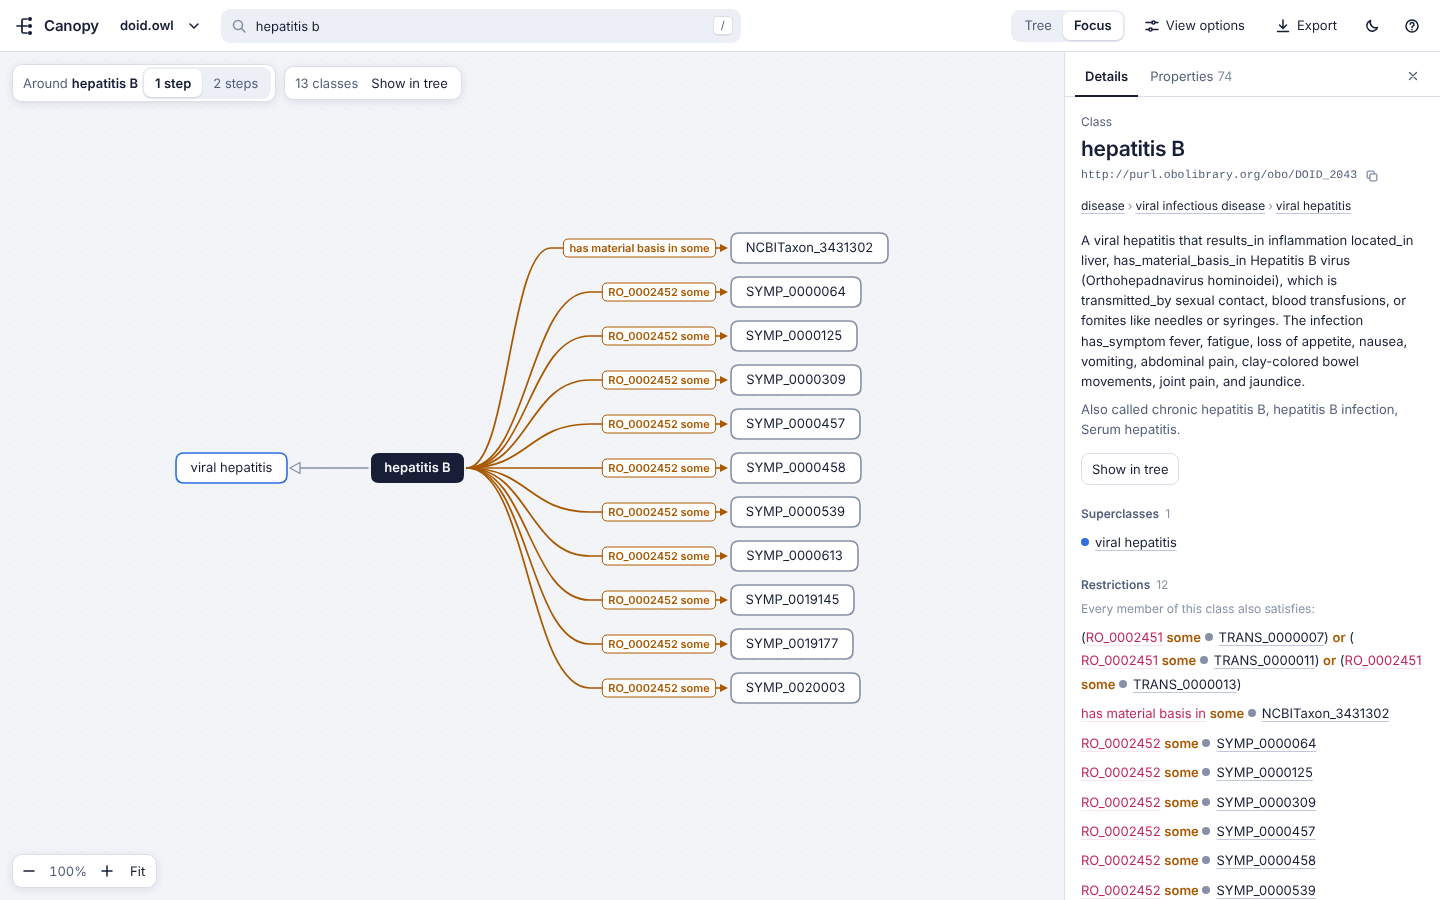 Canopy
doid.owl
hepatitis b
/
Tree
Focus
View options
Export
Around hepatitis B
1 step
2 steps
13 classes
Show in tree
viral hepatitis
hepatitis B
has material basis in some
NCBITaxon_3431302
RO_0002452 some
SYMP_0000064
RO_0002452 some
SYMP_0000125
RO_0002452 some
SYMP_0000309
RO_0002452 some
SYMP_0000457
RO_0002452 some
SYMP_0000458
RO_0002452 some
SYMP_0000539
RO_0002452 some
SYMP_0000613
RO_0002452 some
SYMP_0019145
RO_0002452 some
SYMP_0019177
RO_0002452 some
SYMP_0020003
100%
Fit
Details
Properties 74
Class
hepatitis B
http://purl.obolibrary.org/obo/DOID_2043
disease › viral infectious disease › viral hepatitis
A viral hepatitis that results_in inflammation located_in
liver, has_material_basis_in Hepatitis B virus
(Orthohepadnavirus hominoidei), which is
transmitted_by sexual contact, blood transfusions, or
fomites like needles or syringes. The infection
has_symptom fever, fatigue, loss of appetite, nausea,
vomiting, abdominal pain, clay-colored bowel
movements, joint pain, and jaundice.
Also called chronic hepatitis B, hepatitis B infection,
Serum hepatitis.
Show in tree
Superclasses 1
viral hepatitis
Restrictions 12
Every member of this class also satisfies:
(RO_0002451 some TRANS_0000007) or (
RO_0002451 some TRANS_0000011) or (RO_0002451
some TRANS_0000013)
has material basis in some NCBITaxon_3431302
RO_0002452 some SYMP_0000064
RO_0002452 some SYMP_0000125
RO_0002452 some SYMP_0000309
RO_0002452 some SYMP_0000457
RO_0002452 some SYMP_0000458
RO_0002452 some SYMP_0000539